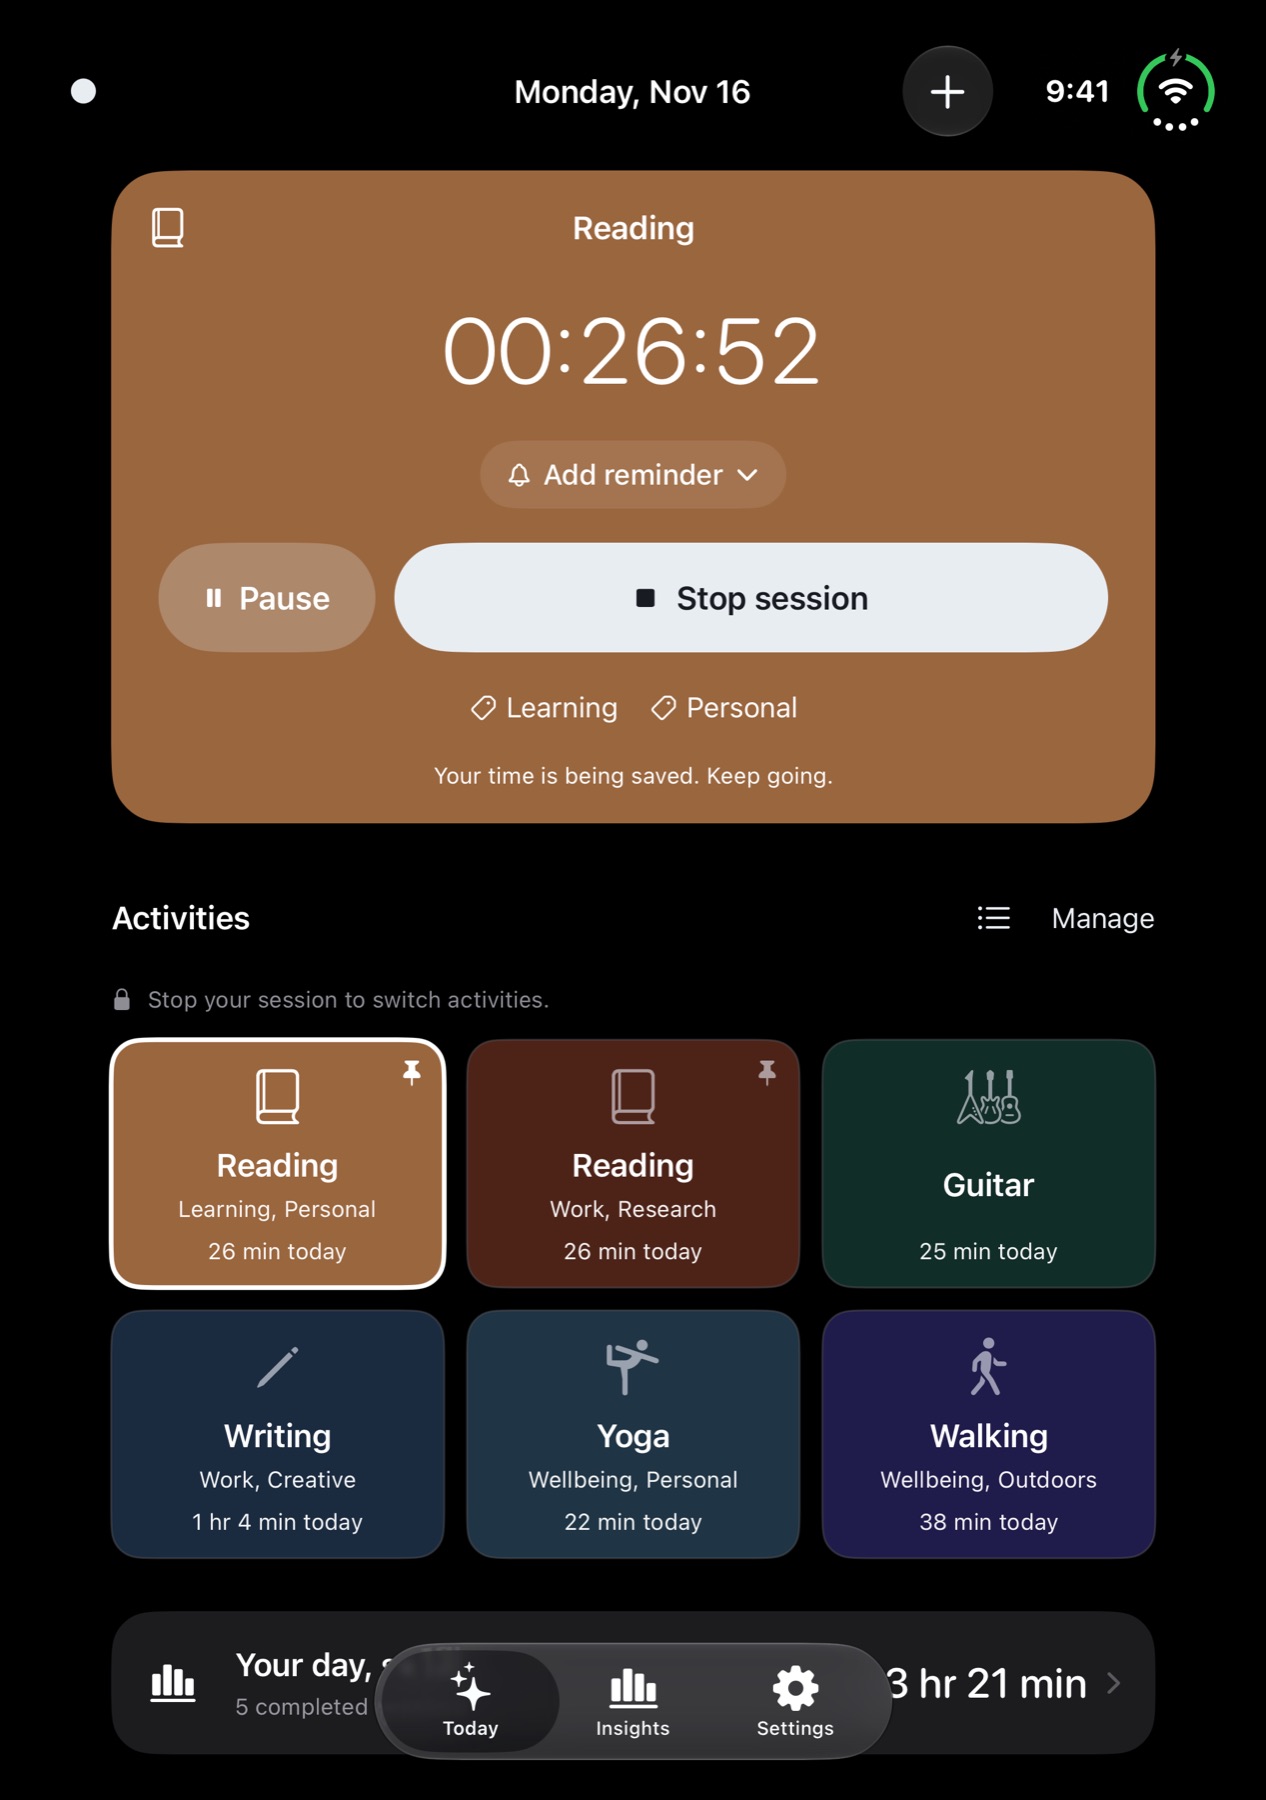 Monday, Nov 16
9:41
Reading
00:26:52
Add reminder
Pause
Stop session
Learning Personal
Your time is being saved. Keep going.
Activities
Manage
Stop your session to switch activities.
Reading
Learning, Personal
26 min today
Reading
Work, Research
26 min today
Guitar
25 min today
Writing
Work, Creative
1 hr 4 min today
Yoga
Wellbeing, Personal
22 min today
Walking
Wellbeing, Outdoors
38 min today
Your day,
5 completed
3 hr 21 min
Today
Insights
Settings